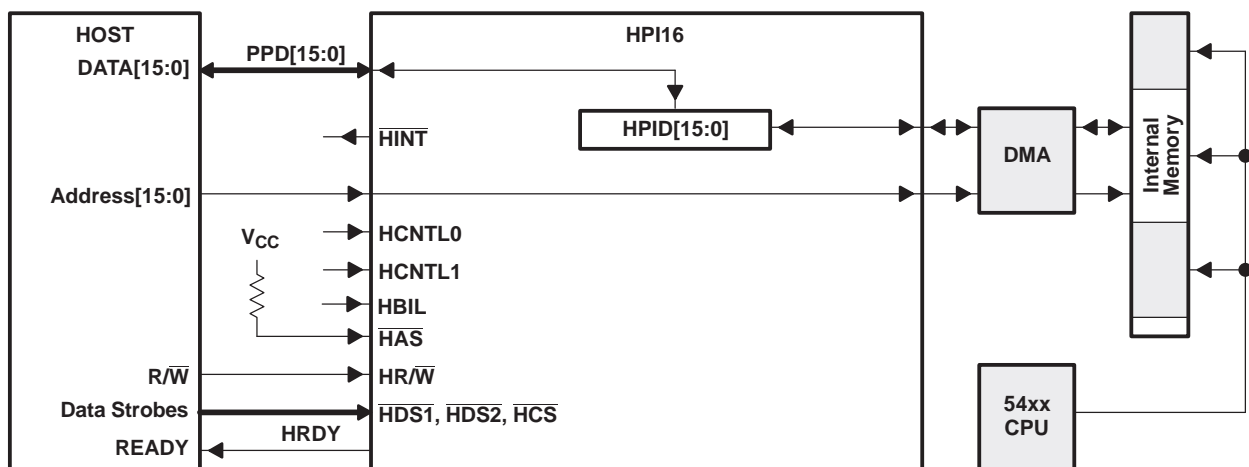 HOST
HPI16
DATA[15:0]
PPD[15:0]
HPID[15:0]
HINT
DMA
Internal
Memory
Address[15:0]
VCC
HCNTL0
HCNTL1
HBIL
HAS
R/W
HR/W
Data Strobes
HDS1, HDS2, HCS
54xx
CPU
READY
HRDY